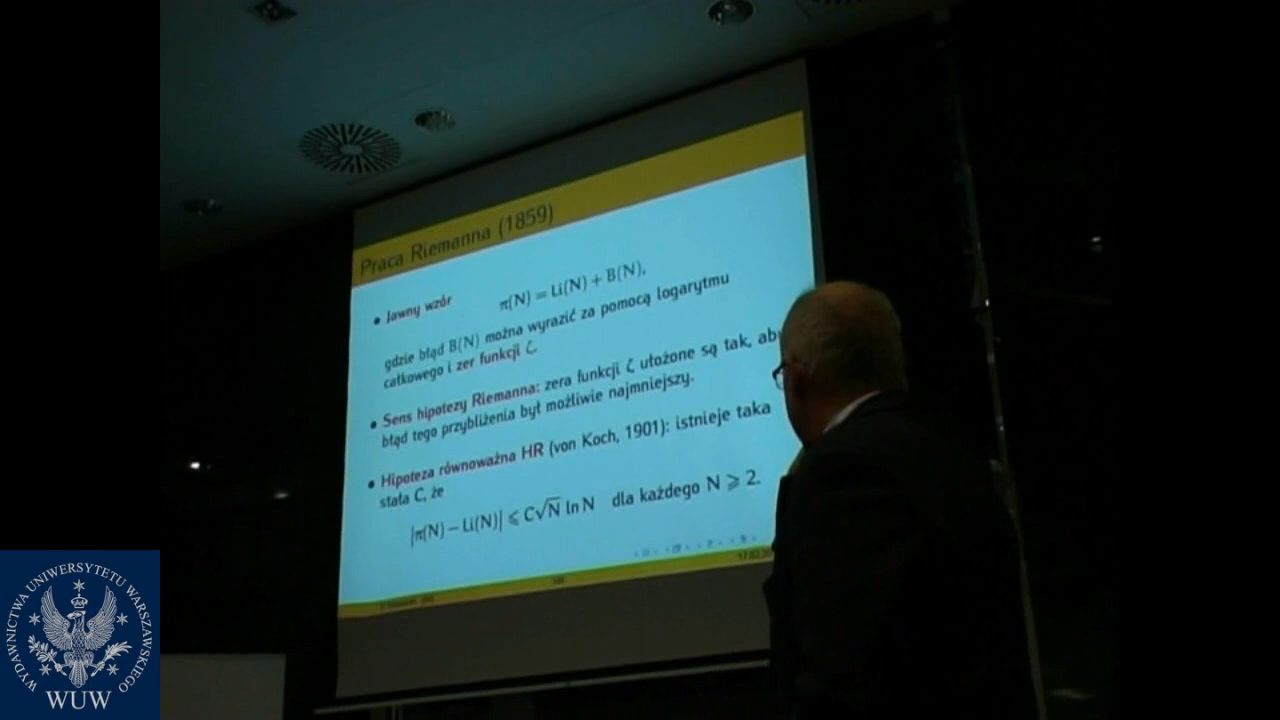 Praca Riemanna (1859)
• Jawny wzór
π(N) = Li(N) + B(N),
gdzie błąd B(N) można wyrazić za pomocą logarytmu
całkowego i zer funkcji ζ.
• Sens hipotezy Riemanna: zera funkcji ζ ułożone są tak, aby
błąd tego przybliżenia był możliwie najmniejszy.
• Hipoteza równoważna HR (von Koch, 1901): istnieje taka
stała C, że
|π(N) − Li(N)| ⩽ C√N ln N dla każdego N ⩾ 2.
WYDAWNICTWA UNIWERSYTETU WARSZAWSKIEGO
WUW